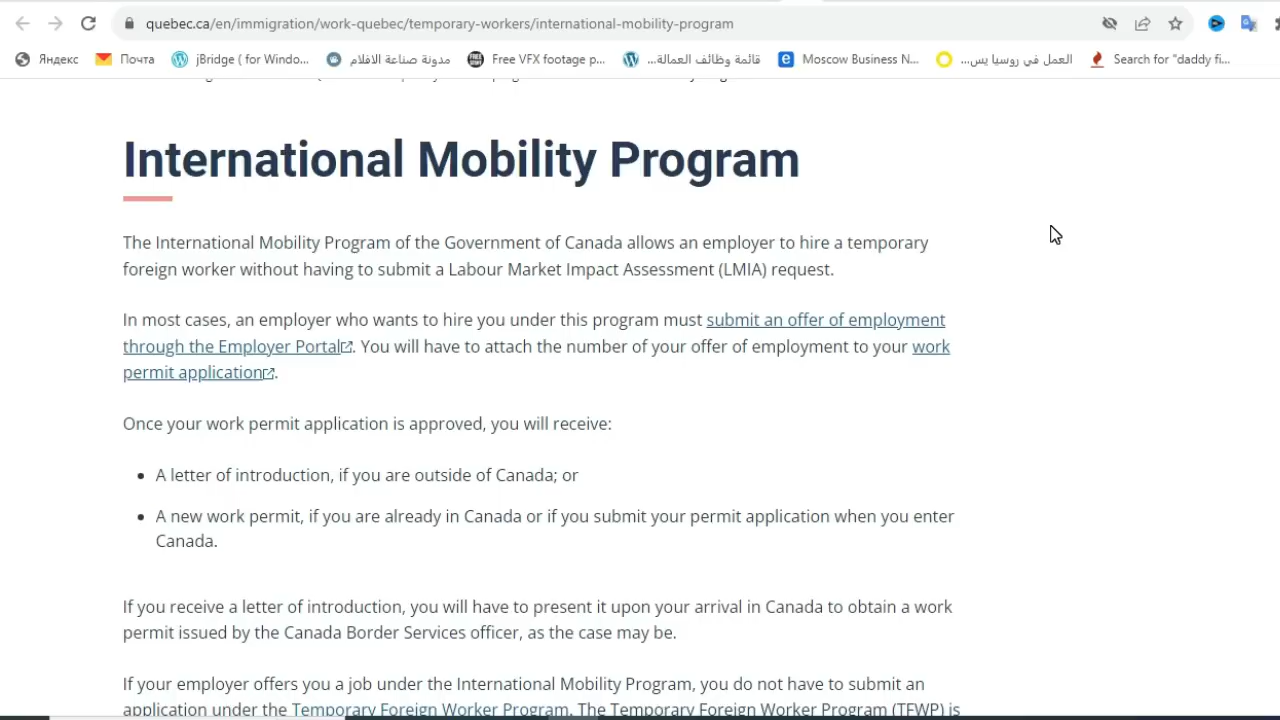 quebec.ca/en/immigration/work-quebec/temporary-workers/international-mobility-program
Яндекс
Почта
jBridge ( for Windo...
مدونة صناعة الافلام
Free VFX footage p...
قائمة وظائف العمالة...
Moscow Business N...
العمل في روسيا يس...
Search for "daddy fi...
International Mobility Program
The International Mobility Program of the Government of Canada allows an employer to hire a temporary
foreign worker without having to submit a Labour Market Impact Assessment (LMIA) request.
In most cases, an employer who wants to hire you under this program must submit an offer of employment
through the Employer Portal. You will have to attach the number of your offer of employment to your work
permit application.
Once your work permit application is approved, you will receive:
• A letter of introduction, if you are outside of Canada; or
• A new work permit, if you are already in Canada or if you submit your permit application when you enter
Canada.
If you receive a letter of introduction, you will have to present it upon your arrival in Canada to obtain a work
permit issued by the Canada Border Services officer, as the case may be.
If your employer offers you a job under the International Mobility Program, you do not have to submit an
application under the Temporary Foreign Worker Program. The Temporary Foreign Worker Program (TFWP) is